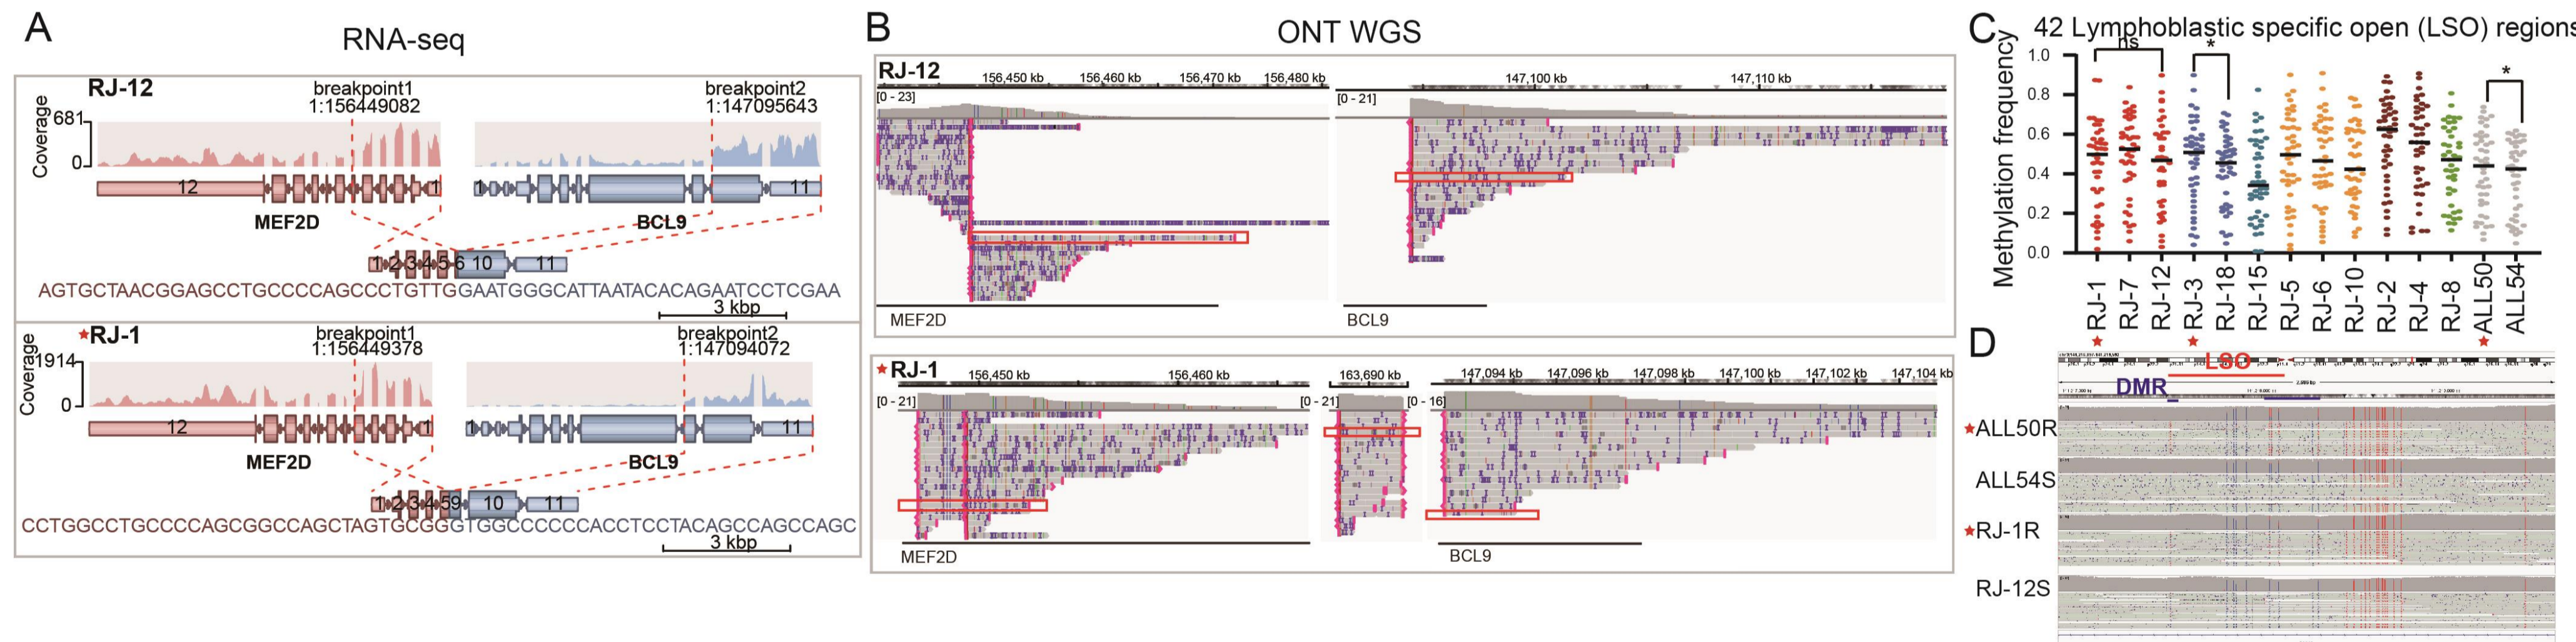 A
RNA-seq
RJ-12
breakpoint1
1:156449082
breakpoint2
1:147095643
Coverage
681
0
12
1
MEF2D
1
11
BCL9
1 2 3 4 5 6 10 11
AGTGCTAACGGAGCCTGCCCCAGCCCTGTTGGAATGGGCATTAATACACAGAATCCTCGAA
3 kbp
★RJ-1
breakpoint1
1:156449378
breakpoint2
1:147094072
Coverage
1914
0
12
1
MEF2D
1
11
BCL9
1 2 3 4 5 9 10 11
CCTGGCCTGCCCCAGCGGCCAGCTAGTGCGGGTGGCCCCCCACCTCCTACAGCCAGCCAGC
3 kbp
B
ONT WGS
RJ-12
156,450 kb 156,460 kb 156,470 kb 156,480 kb
147,100 kb 147,110 kb
[0 - 23]
[0 - 21]
MEF2D
BCL9
★RJ-1
156,450 kb 156,460 kb
163,690 kb
147,094 kb 147,096 kb 147,098 kb 147,100 kb 147,102 kb 147,104 kb
[0 - 21]
[0 - 21]
[0 - 16]
MEF2D
BCL9
C
42 Lymphoblastic specific open (LSO) regions
Methylation frequency
1.0
0.8
0.6
0.4
0.2
0.0
ns
*
*
RJ-1
RJ-7
RJ-12
RJ-3
RJ-18
RJ-15
RJ-5
RJ-6
RJ-10
RJ-2
RJ-4
RJ-8
ALL50
ALL54
★ ★ ★
D
LSO
DMR
★ALL50R
ALL54S
★RJ-1R
RJ-12S